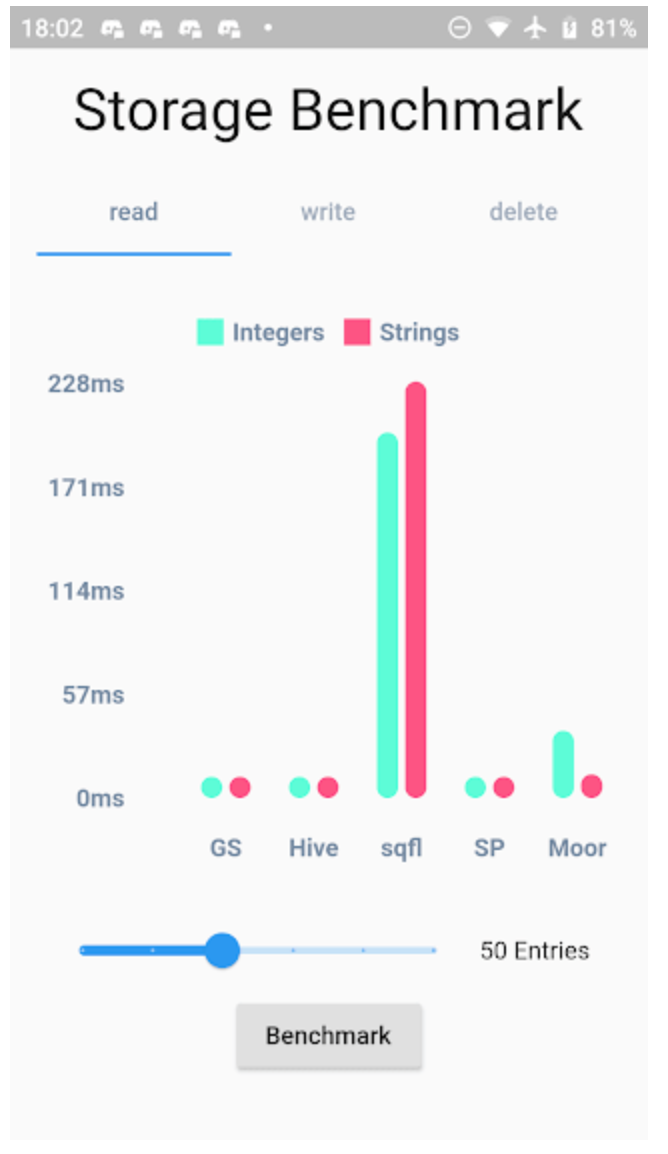 18:02 81%
Storage Benchmark
read write delete
Integers Strings
228ms
171ms
114ms
57ms
0ms
GS Hive sqfl SP Moor
50 Entries
Benchmark